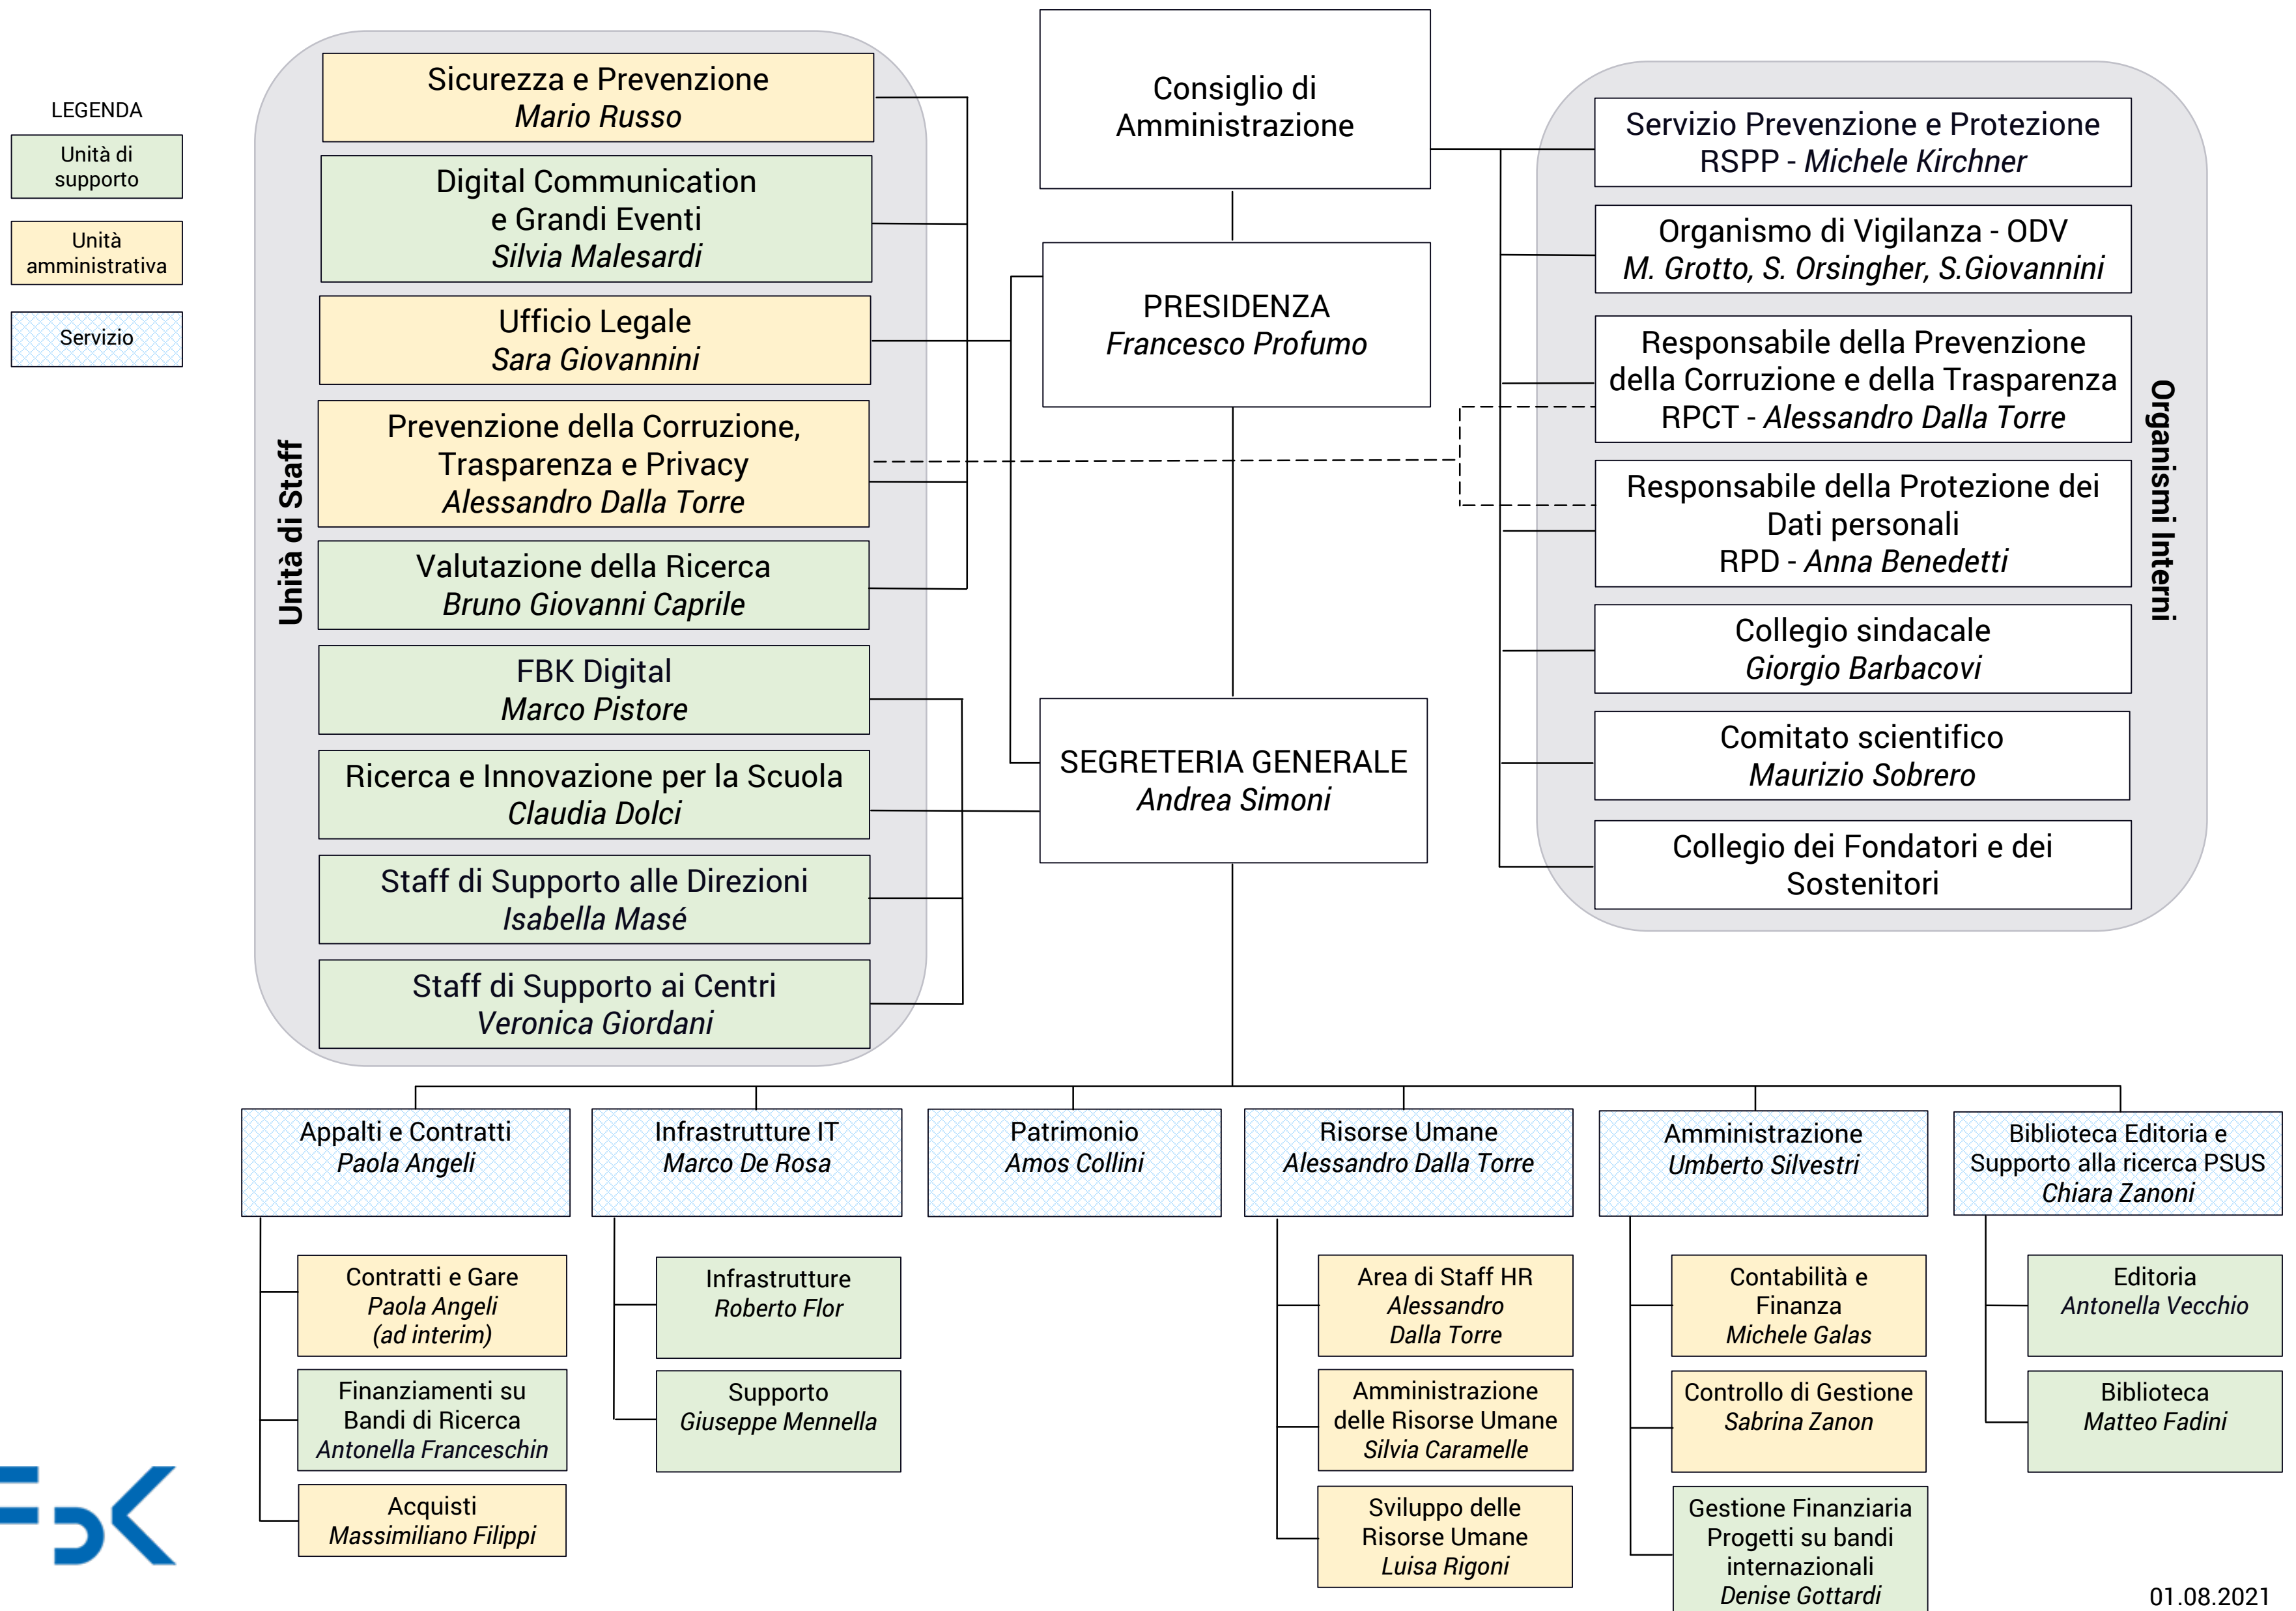 LEGENDA
Unità di
supporto
Unità
amministrativa
Servizio
Unità di Staff
Sicurezza e Prevenzione
Mario Russo
Digital Communication
e Grandi Eventi
Silvia Malesardi
Ufficio Legale
Sara Giovannini
Prevenzione della Corruzione,
Trasparenza e Privacy
Alessandro Dalla Torre
Valutazione della Ricerca
Bruno Giovanni Caprile
FBK Digital
Marco Pistore
Ricerca e Innovazione per la Scuola
Claudia Dolci
Staff di Supporto alle Direzioni
Isabella Masé
Staff di Supporto ai Centri
Veronica Giordani
Consiglio di
Amministrazione
PRESIDENZA
Francesco Profumo
SEGRETERIA GENERALE
Andrea Simoni
Organismi Interni
Servizio Prevenzione e Protezione
RSPP - Michele Kirchner
Organismo di Vigilanza - ODV
M. Grotto, S. Orsingher, S.Giovannini
Responsabile della Prevenzione
della Corruzione e della Trasparenza
RPCT - Alessandro Dalla Torre
Responsabile della Protezione dei
Dati personali
RPD - Anna Benedetti
Collegio sindacale
Giorgio Barbacovi
Comitato scientifico
Maurizio Sobrero
Collegio dei Fondatori e dei
Sostenitori
Appalti e Contratti
Paola Angeli
Contratti e Gare
Paola Angeli
(ad interim)
Finanziamenti su
Bandi di Ricerca
Antonella Franceschin
Acquisti
Massimiliano Filippi
Infrastrutture IT
Marco De Rosa
Infrastrutture
Roberto Flor
Supporto
Giuseppe Mennella
Patrimonio
Amos Collini
Risorse Umane
Alessandro Dalla Torre
Area di Staff HR
Alessandro
Dalla Torre
Amministrazione
delle Risorse Umane
Silvia Caramelle
Sviluppo delle
Risorse Umane
Luisa Rigoni
Amministrazione
Umberto Silvestri
Contabilità e
Finanza
Michele Galas
Controllo di Gestione
Sabrina Zanon
Gestione Finanziaria
Progetti su bandi
internazionali
Denise Gottardi
Biblioteca Editoria e
Supporto alla ricerca PSUS
Chiara Zanoni
Editoria
Antonella Vecchio
Biblioteca
Matteo Fadini
FbK
01.08.2021